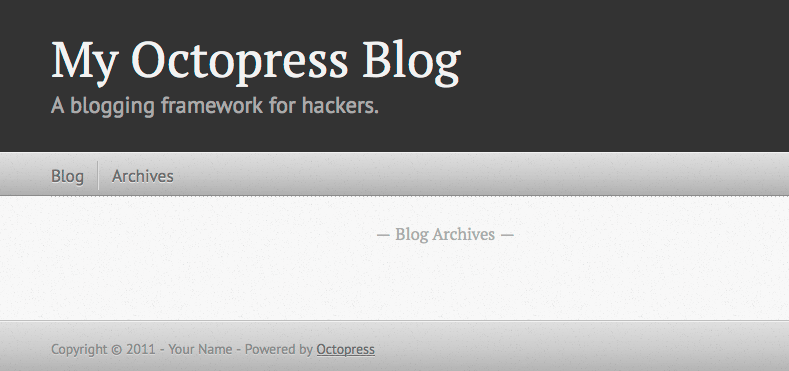 My Octopress Blog
A blogging framework for hackers.
Blog
Archives
— Blog Archives —
Copyright © 2011 - Your Name - Powered by Octopress